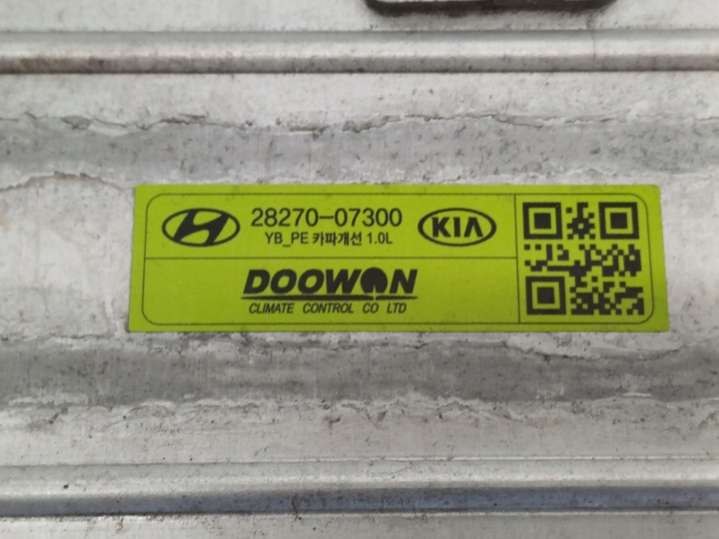 28270-07300
KIA
YB_PE 카파개선 1.0L
DOOWON
CLIMATE CONTROL CO LTD